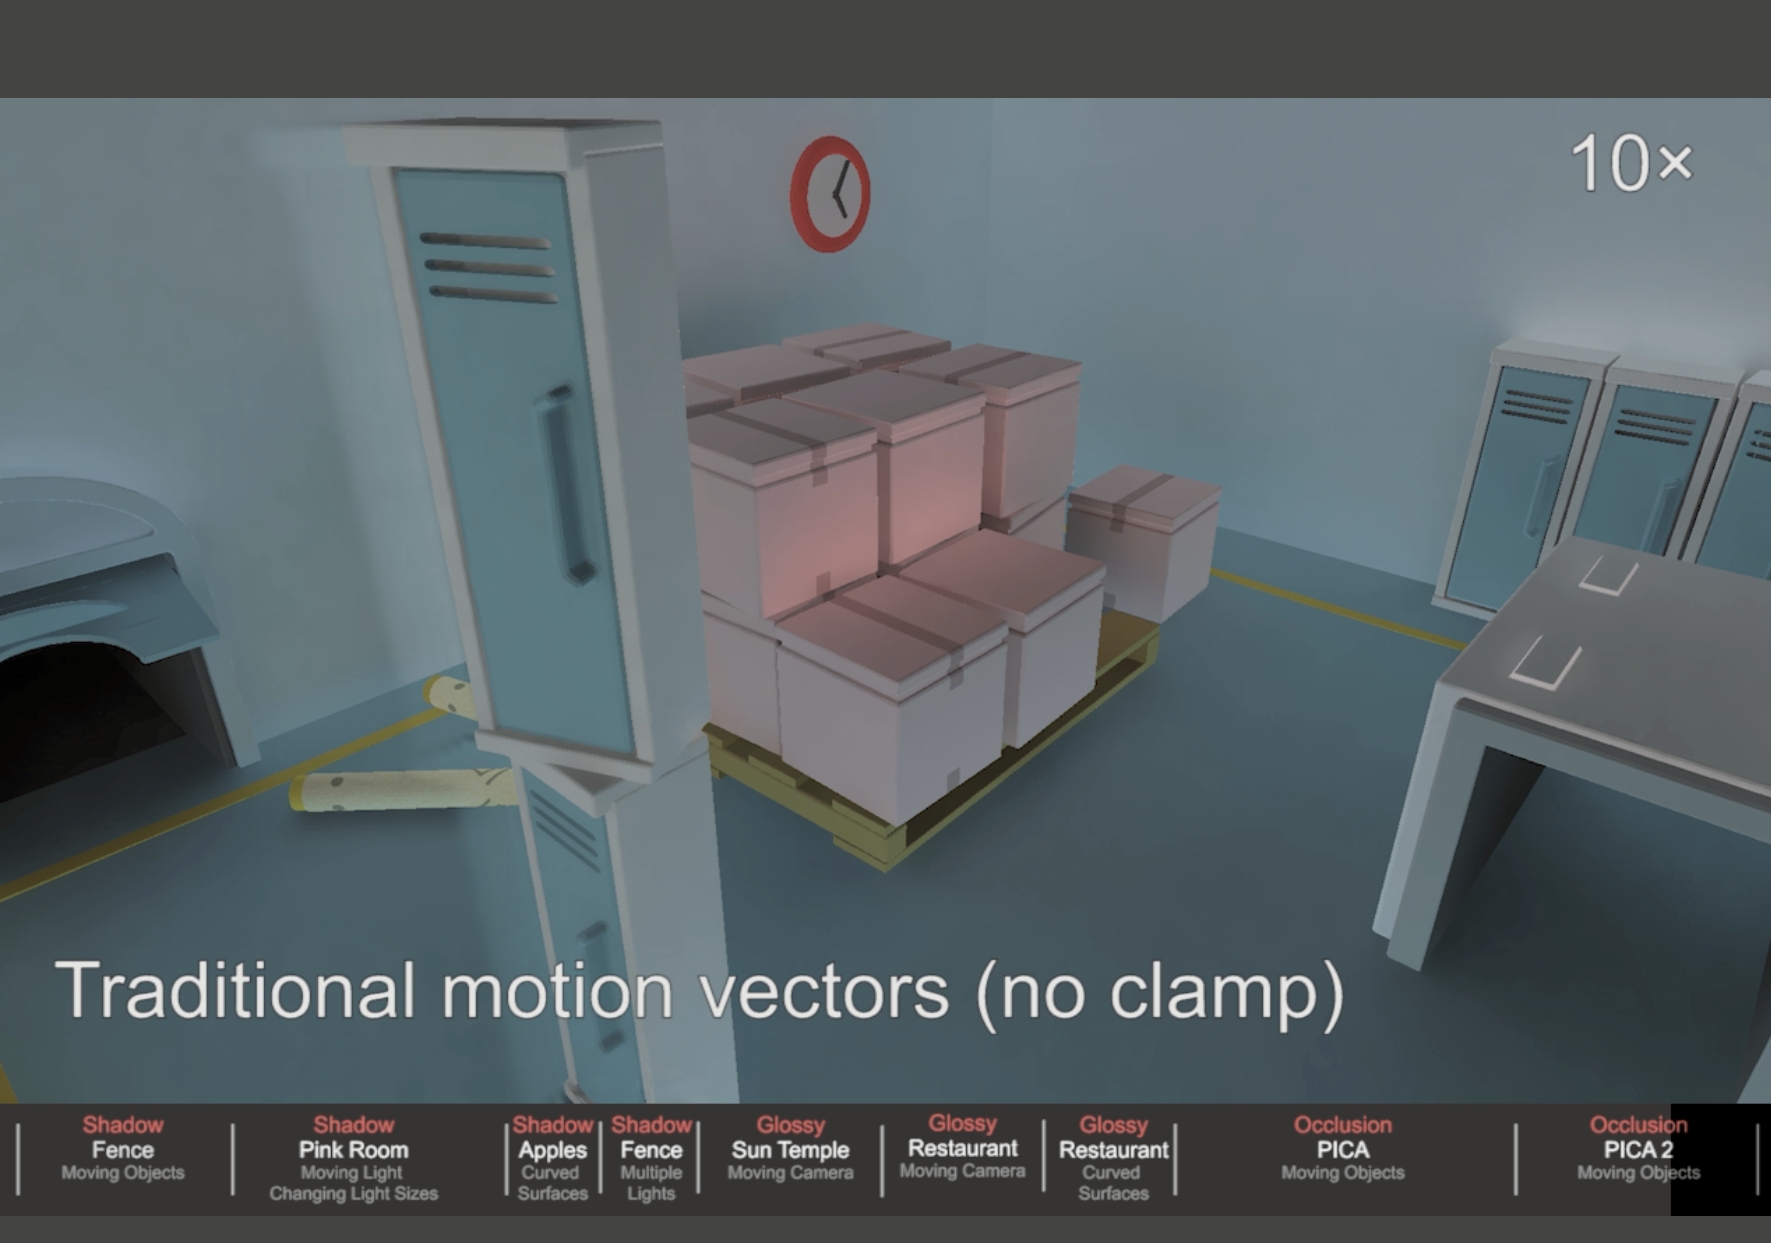 10×
Traditional motion vectors (no clamp)
Shadow
Fence
Moving Objects
Shadow
Pink Room
Moving Light
Changing Light Sizes
Shadow
Apples
Curved
Surfaces
Shadow
Fence
Multiple
Lights
Glossy
Sun Temple
Moving Camera
Glossy
Restaurant
Moving Camera
Glossy
Restaurant
Curved
Surfaces
Occlusion
PICA
Moving Objects
Occlusion
PICA 2
Moving Objects